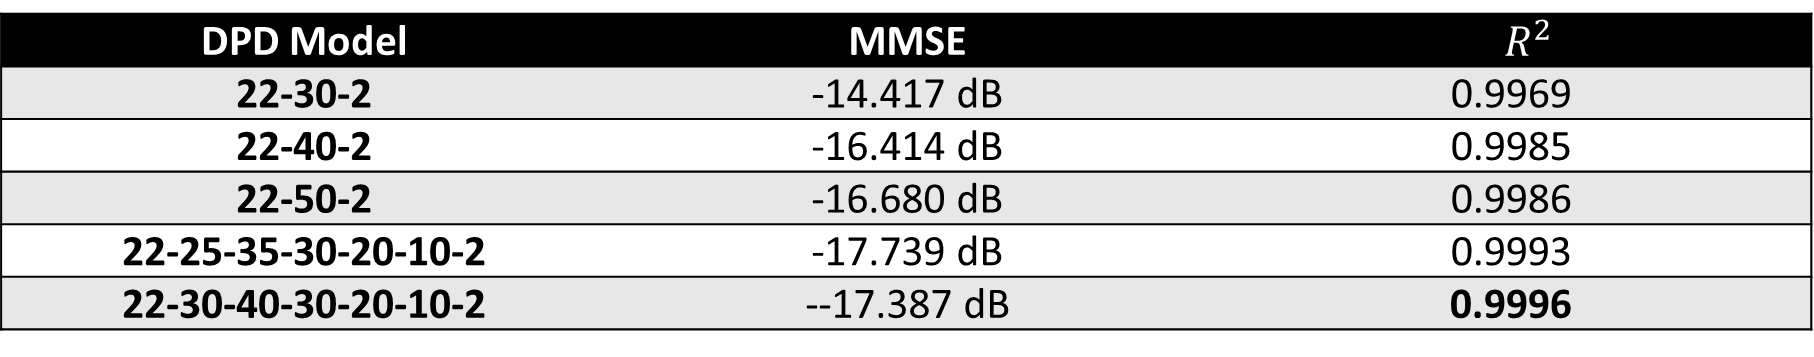 DPD Model MMSE R²
22-30-2 -14.417 dB 0.9969
22-40-2 -16.414 dB 0.9985
22-50-2 -16.680 dB 0.9986
22-25-35-30-20-10-2 -17.739 dB 0.9993
22-30-40-30-20-10-2 --17.387 dB 0.9996